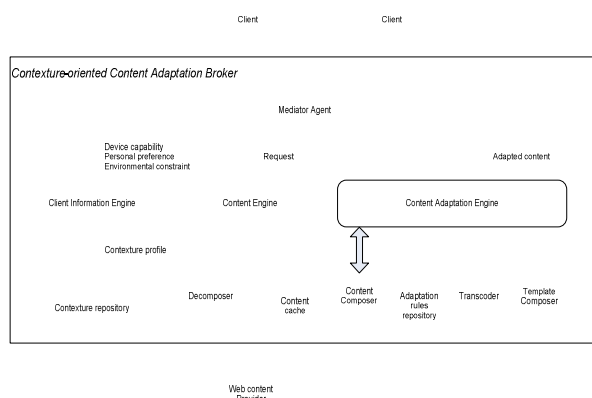 Client
Client
Contexture-oriented Content Adaptation Broker
Mediator Agent
Device capability
Personal preference
Environmental constraint
Request
Adapted content
Client Information Engine
Content Engine
Content Adaptation Engine
Contexture profile
Contexture repository
Decomposer
Content
cache
Content
Composer
Adaptation
rules
repository
Transcoder
Template
Composer
Web content
Provider